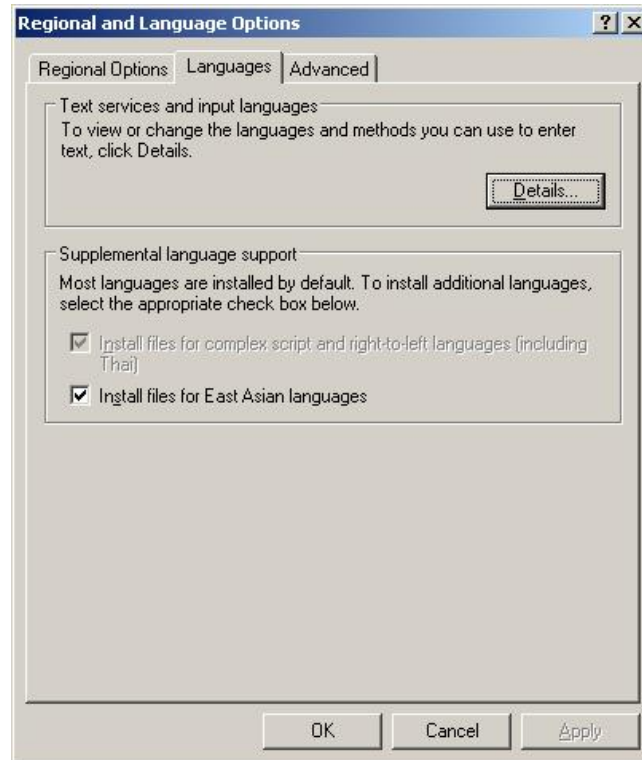 Regional and Language Options
Regional Options Languages Advanced
Text services and input languages
To view or change the languages and methods you can use to enter
text, click Details.
Details...
Supplemental language support
Most languages are installed by default. To install additional languages,
select the appropriate check box below.
Install files for complex script and right-to-left languages (including
Thai)
Install files for East Asian languages
OK Cancel Apply